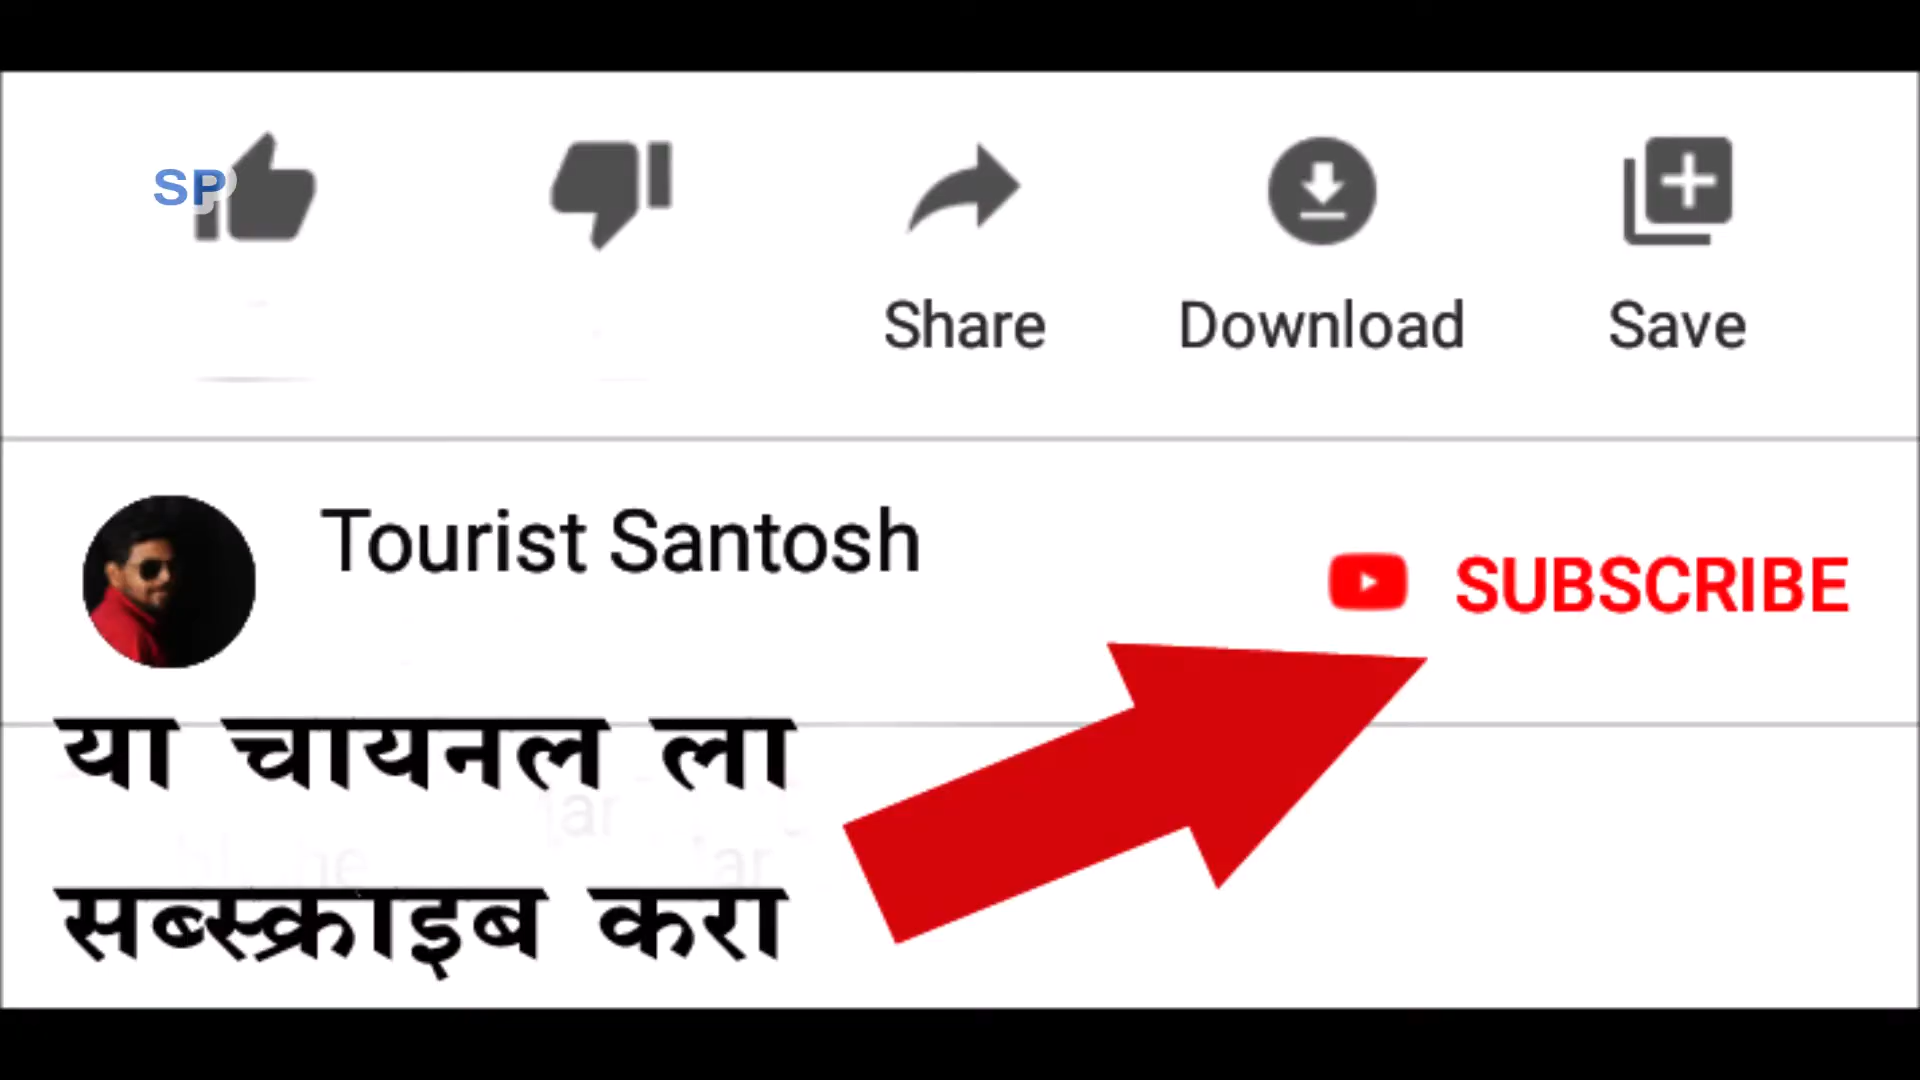 SP
Share Download Save
Tourist Santosh
SUBSCRIBE
या चायनल ला
सब्स्क्राइब करा